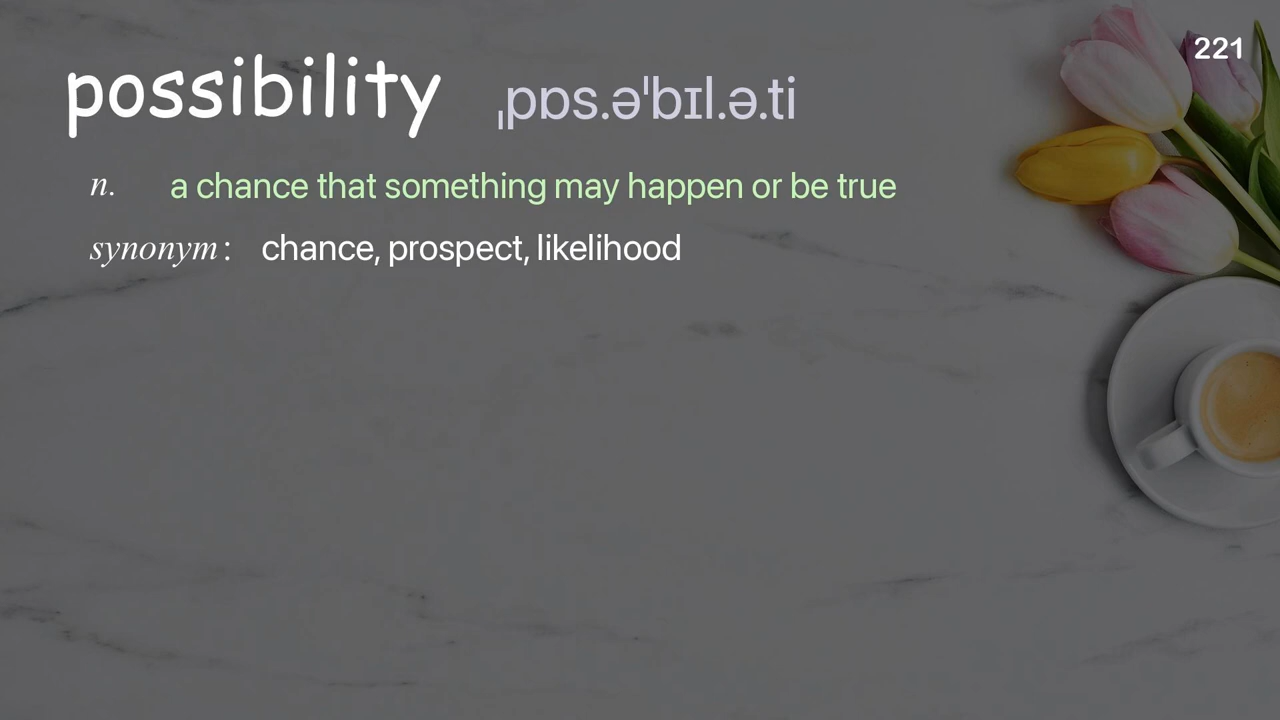 221
possibility ˌpɒs.əˈbɪl.ə.ti
n. a chance that something may happen or be true
synonym: chance, prospect, likelihood